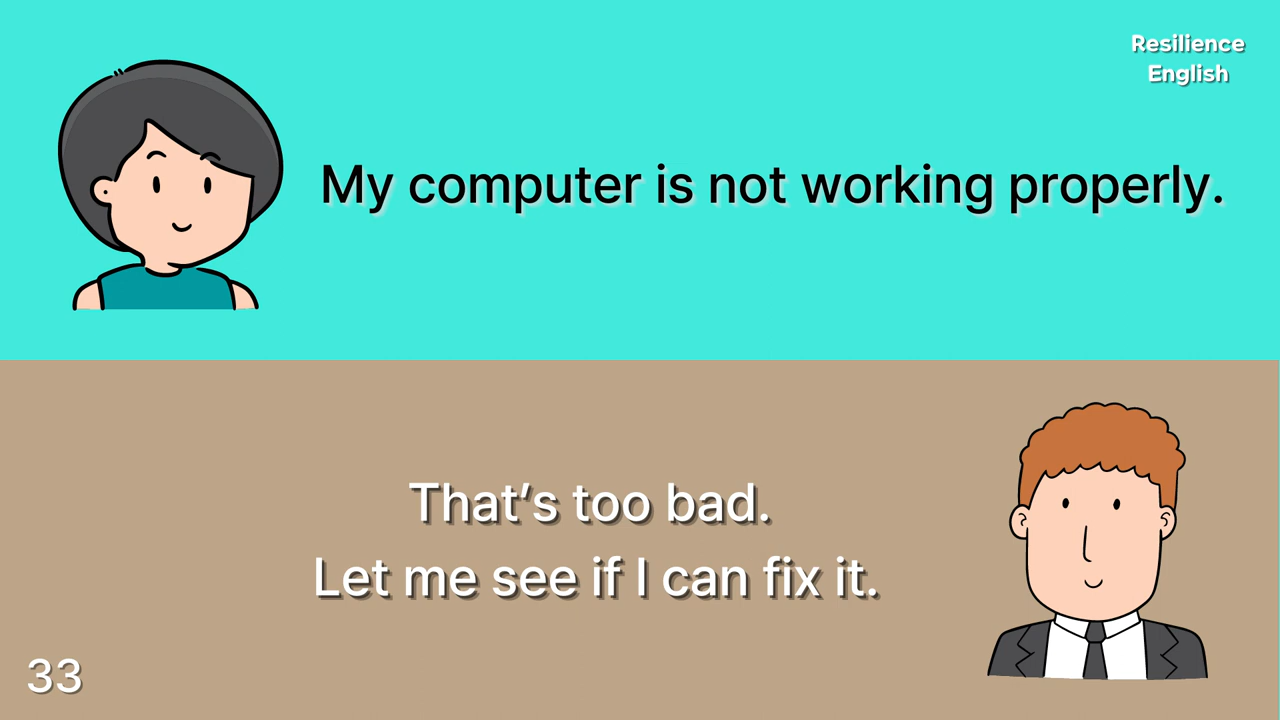 Resilience
English
My computer is not working properly.
That’s too bad.
Let me see if I can fix it.
33